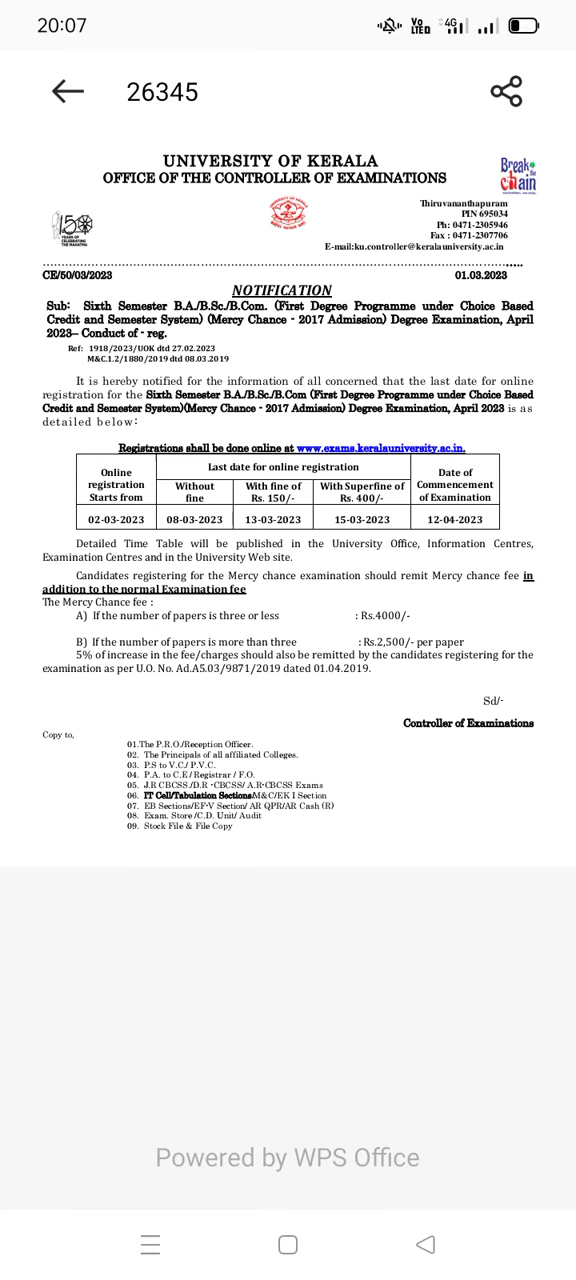 20:07
Vo
LTED
4G
26345
UNIVERSITY OF KERALA
OFFICE OF THE CONTROLLER OF EXAMINATIONS
Break
chain
Thiruvananthapuram
PIN 695034
Ph: 0471-2305946
Fax : 0471-2307706
E-mail:ku.controller@keralauniversity.ac.in
150
YEARS OF
CELEBRATING
THE MAHATMA
CE/50/03/2023 01.03.2023
NOTIFICATION
Sub: Sixth Semester B.A./B.Sc./B.Com. (First Degree Programme under Choice Based
Credit and Semester System) (Mercy Chance - 2017 Admission) Degree Examination, April
2023– Conduct of - reg.
Ref: 1918/2023/UOK dtd 27.02.2023
M&C.1.2/1880/2019 dtd 08.03.2019
It is hereby notified for the information of all concerned that the last date for online
registration for the Sixth Semester B.A./B.Sc./B.Com (First Degree Programme under Choice Based
Credit and Semester System)(Mercy Chance - 2017 Admission) Degree Examination, April 2023 is as
detailed below:
Registrations shall be done online at www.exams.keralauniversity.ac.in.
Online registration Starts from
Last date for online registration
Date of Commencement of Examination
Without fine
With fine of Rs. 150/-
With Superfine of Rs. 400/-
02-03-2023 08-03-2023 13-03-2023 15-03-2023 12-04-2023
Detailed Time Table will be published in the University Office, Information Centres,
Examination Centres and in the University Web site.
Candidates registering for the Mercy chance examination should remit Mercy chance fee in
addition to the normal Examination fee
The Mercy Chance fee :
A) If the number of papers is three or less : Rs.4000/-
B) If the number of papers is more than three : Rs.2,500/- per paper
5% of increase in the fee/charges should also be remitted by the candidates registering for the
examination as per U.O. No. Ad.A5.03/9871/2019 dated 01.04.2019.
Sd/-
Controller of Examinations
Copy to,
01.The P.R.O./Reception Officer.
02. The Principals of all affiliated Colleges.
03. P.S to V.C./ P.V.C.
04. P.A. to C.E / Registrar / F.O.
05. J.R CBCSS /D.R -CBCSS/ A.R-CBCSS Exams
06. IT Cell/Tabulation Sections/M&C/EK I Section
07. EB Sections/EF-V Section/ AR QPR/AR Cash (R)
08. Exam. Store /C.D. Unit/ Audit
09. Stock File & File Copy
Powered by WPS Office